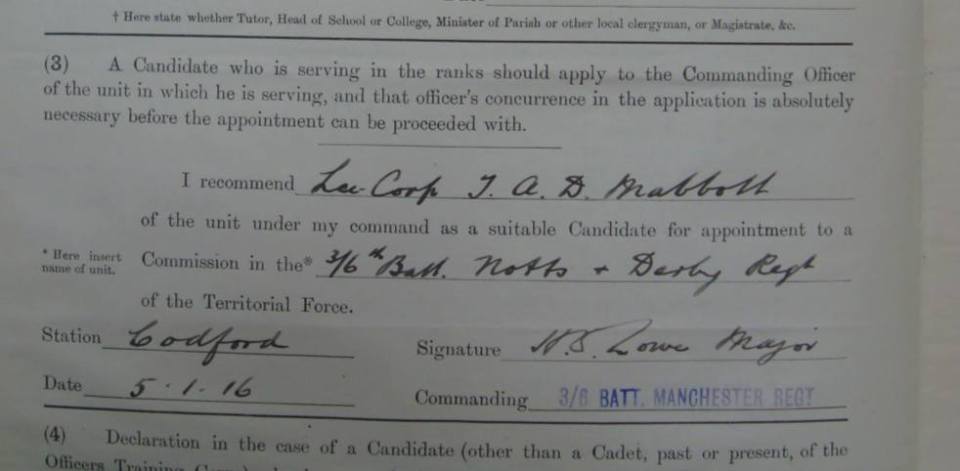 † Here state whether Tutor, Head of School or College, Minister of Parish or other local clergyman, or Magistrate, &c.
(3) A Candidate who is serving in the ranks should apply to the Commanding Officer
of the unit in which he is serving, and that officer's concurrence in the application is absolutely
necessary before the appointment can be proceeded with.
I recommend Lce-Corp T. A. D. Mabbott
of the unit under my command as a suitable Candidate for appointment to a
* Here insert name of unit.
Commission in the* 3/6th Batt. Notts + Derby Regt
of the Territorial Force.
Station Codford
Signature Lowe Major
Date 5.1.16
Commanding 3/6 BATT. MANCHESTER REGT
(4) Declaration in the case of a Candidate (other than a Cadet, past or present, of the
Officers Training